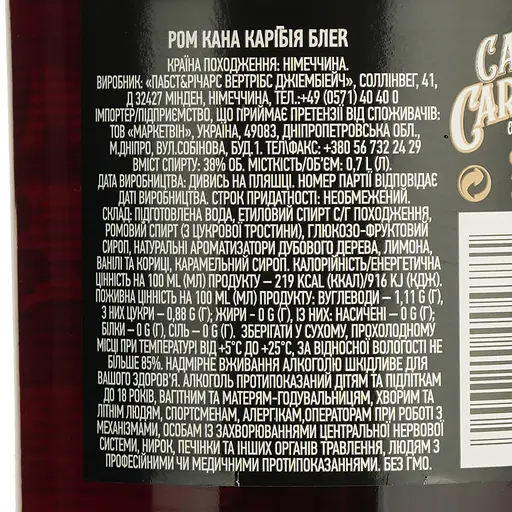 РОМ КАНА КАРІБІЯ БЛЕК
КРАЇНА ПОХОДЖЕННЯ: НІМЕЧЧИНА.
ВИРОБНИК: «ПАБСТ&РІЧАРС ВЕРТРІБС ДЖІЕМБІЕЙЧ», СОЛЛІНВЕГ, 41,
Д 32427 МІНДЕН, НІМЕЧЧИНА, ТЕЛ.:+49 (0571) 40 40 0
ІМПОРТЕР/ПІДПРИЄМСТВО, ЩО ПРИЙМАЄ ПРЕТЕНЗІЇ ВІД СПОЖИВАЧІВ:
ТОВ «МАРКЕТВІН», УКРАЇНА, 49083, ДНІПРОПЕТРОВСЬКА ОБЛ.,
М.ДНІПРО, ВУЛ.СОБІНОВА, БУД.1. ТЕЛ/ФАКС: +380 56 732 24 29
ВМІСТ СПИРТУ: 38% ОБ. МІСТКІСТЬ/ОБ'ЄМ: 0,7 Л (Л).
ДАТА ВИРОБНИЦТВА: ДИВИСЬ НА ПЛЯШЦІ. НОМЕР ПАРТІЇ ВІДПОВІДАЄ
ДАТІ ВИРОБНИЦТВА. СТРОК ПРИДАТНОСТІ: НЕОБМЕЖЕНИЙ.
СКЛАД: ПІДГОТОВЛЕНА ВОДА, ЕТИЛОВИЙ СПИРТ С/Г ПОХОДЖЕННЯ,
РОМОВИЙ СПИРТ (З ЦУКРОВОЇ ТРОСТИНИ), ГЛЮКОЗО-ФРУКТОВИЙ
СИРОП, НАТУРАЛЬНІ АРОМАТИЗАТОРИ ДУБОВОГО ДЕРЕВА, ЛИМОНА,
ВАНІЛІ ТА КОРИЦІ, КАРАМЕЛЬНИЙ СИРОП. КАЛОРІЙНІСТЬ/ЕНЕРГЕТИЧНА
ЦІННІСТЬ НА 100 МЛ (МЛ) ПРОДУКТУ – 219 KCAL (ККАЛ)/916 KJ (КДЖ).
ПОЖИВНА ЦІННІСТЬ НА 100 МЛ (МЛ) ПРОДУКТУ: ВУГЛЕВОДИ – 1,11 G (Г),
З НИХ ЦУКРИ – 0,88 G (Г); ЖИРИ - 0 G (Г), ІЗ НИХ: НАСИЧЕНІ – 0 G (Г);
БІЛКИ – 0 G (Г), СІЛЬ – 0 G (Г). ЗБЕРІГАТИ У СУХОМУ, ПРОХОЛОДНОМУ
МІСЦІ ПРИ ТЕМПЕРАТУРІ ВІД +5°С ДО +25°С, ЗА ВІДНОСНОЇ ВОЛОГОСТІ НЕ
БІЛЬШЕ 85%. НАДМІРНЕ ВЖИВАННЯ АЛКОГОЛЮ ШКІДЛИВЕ ДЛЯ
ВАШОГО ЗДОРОВ'Я. АЛКОГОЛЬ ПРОТИПОКАЗАНИЙ ДІТЯМ ТА ПІДЛІТКАМ
ДО 18 РОКІВ, ВАГІТНИМ ТА МАТЕРЯМ-ГОДУВАЛЬНИЦЯМ, ХВОРИМ ТА
ЛІТНІМ ЛЮДЯМ, СПОРТСМЕНАМ, АЛЕРГІКАМ,ОПЕРАТОРАМ ПРИ РОБОТІ З
МЕХАНІЗМАМИ, ОСОБАМ ІЗ ЗАХВОРЮВАННЯМИ ЦЕНТРАЛЬНОЇ НЕРВОВОЇ
СИСТЕМИ, НИРОК, ПЕЧІНКИ ТА ІНШИХ ОРГАНІВ ТРАВЛЕННЯ, ЛЮДЯМ З
ПРОФЕСІЙНИМИ ЧИ МЕДИЧНИМИ ПРОТИПОКАЗАННЯМИ. БЕЗ ГМО.
CA
CAR